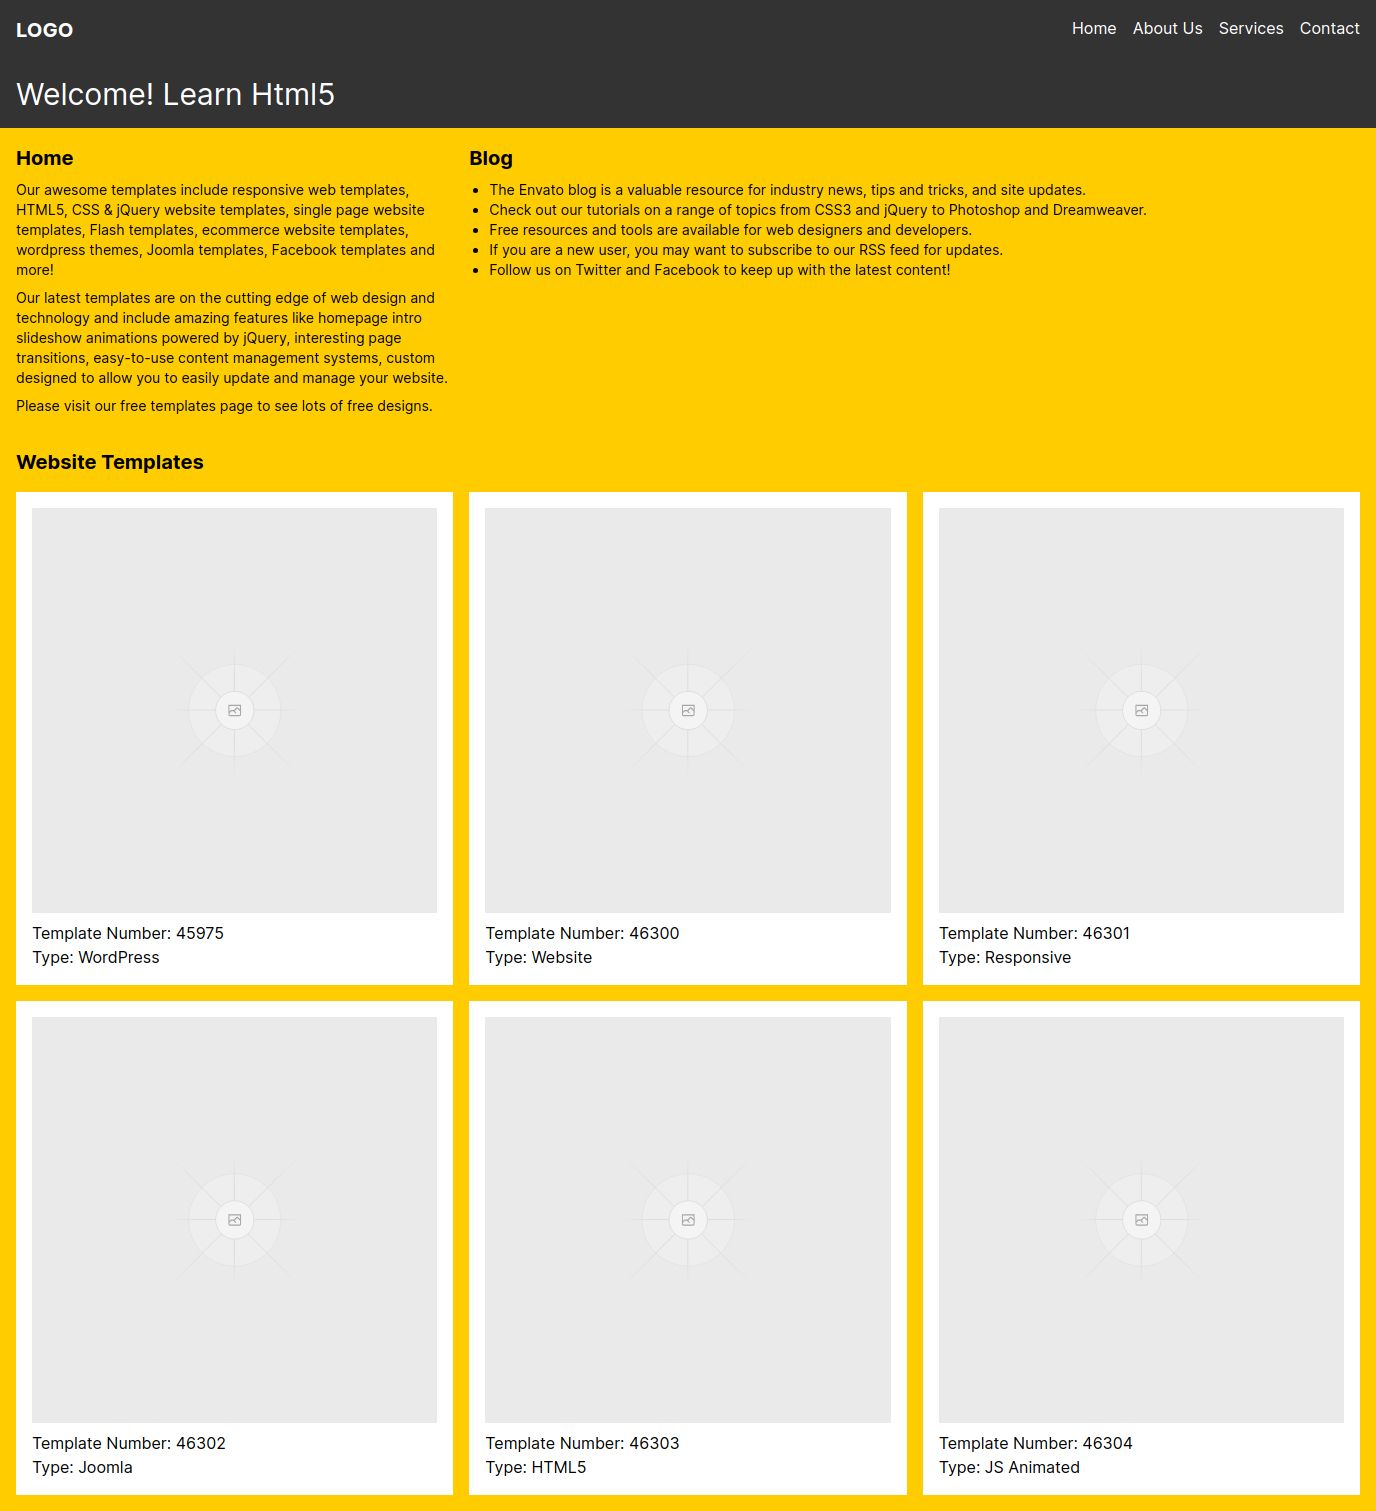 LOGO
Home About Us Services Contact
Welcome! Learn Html5
Home
Our awesome templates include responsive web templates,
HTML5, CSS & jQuery website templates, single page website
templates, Flash templates, ecommerce website templates,
wordpress themes, Joomla templates, Facebook templates and
more!
Our latest templates are on the cutting edge of web design and
technology and include amazing features like homepage intro
slideshow animations powered by jQuery, interesting page
transitions, easy-to-use content management systems, custom
designed to allow you to easily update and manage your website.
Please visit our free templates page to see lots of free designs.
Blog
• The Envato blog is a valuable resource for industry news, tips and tricks, and site updates.
• Check out our tutorials on a range of topics from CSS3 and jQuery to Photoshop and Dreamweaver.
• Free resources and tools are available for web designers and developers.
• If you are a new user, you may want to subscribe to our RSS feed for updates.
• Follow us on Twitter and Facebook to keep up with the latest content!
Website Templates
Template Number: 45975
Type: WordPress
Template Number: 46300
Type: Website
Template Number: 46301
Type: Responsive
Template Number: 46302
Type: Joomla
Template Number: 46303
Type: HTML5
Template Number: 46304
Type: JS Animated